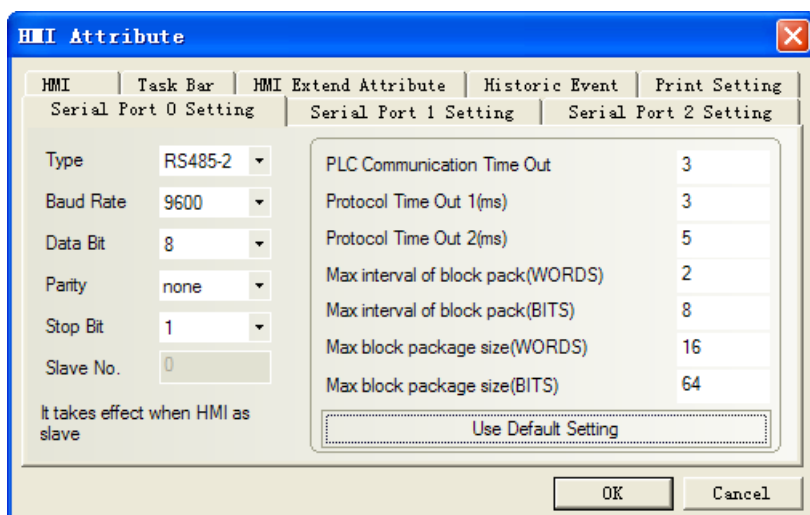 HMI Attribute
HMI
Task Bar
HMI Extend Attribute
Historic Event
Print Setting
Serial Port 0 Setting
Serial Port 1 Setting
Serial Port 2 Setting
Type
RS485-2
Baud Rate
9600
Data Bit
8
Parity
none
Stop Bit
1
Slave No.
0
It takes effect when HMI as
slave
PLC Communication Time Out
3
Protocol Time Out 1(ms)
3
Protocol Time Out 2(ms)
5
Max interval of block pack(WORDS)
2
Max interval of block pack(BITS)
8
Max block package size(WORDS)
16
Max block package size(BITS)
64
Use Default Setting
OK
Cancel